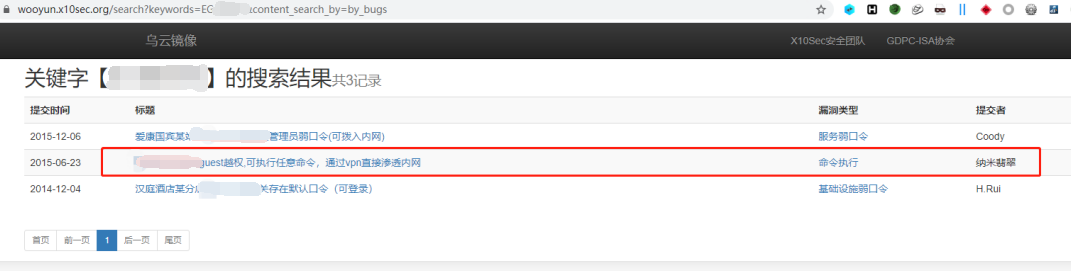 wooyun.x10sec.org/search?keywords=EG content_search_by=by_bugs
乌云镜像 X10Sec安全团队 GDPC-ISA协会
关键字【 】的搜索结果共3记录
提交时间 标题 漏洞类型 提交者
2015-12-06 爱康国宾某 管理员弱口令(可拨入内网) 服务弱口令 Coody
2015-06-23 guest越权,可执行任意命令，通过vpn直接渗透内网 命令执行 纳米翡翠
2014-12-04 汉庭酒店某分 关存在默认口令（可登录） 基础设施弱口令 H.Rui
首页 前一页 1 后一页 尾页